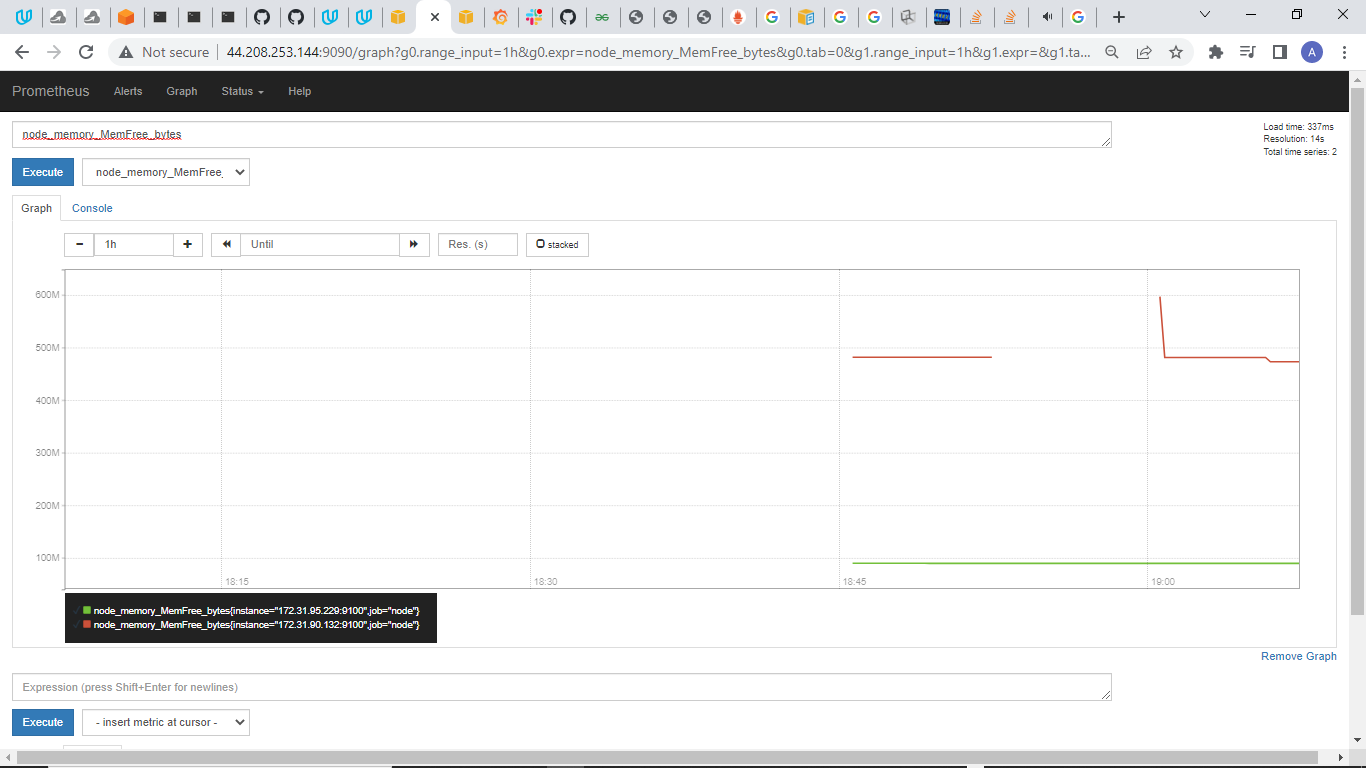 Not secure
44.208.253.144:9090/graph?g0.range_input=1h&g0.expr=node_memory_MemFree_bytes&g0.tab=0&g1.range_input=1h&g1.expr=&g1.ta...
A
Prometheus Alerts Graph Status Help
node_memory_MemFree_bytes
Load time: 337ms
Resolution: 14s
Total time series: 2
Execute node_memory_MemFree_
Graph Console
- 1h + Until Res. (s) stacked
600M
500M
400M
300M
200M
100M
18:15 18:30 18:45 19:00
node_memory_MemFree_bytes{instance="172.31.95.229:9100",job="node"}
node_memory_MemFree_bytes{instance="172.31.90.132:9100",job="node"}
Remove Graph
Expression (press Shift+Enter for newlines)
Execute - insert metric at cursor -